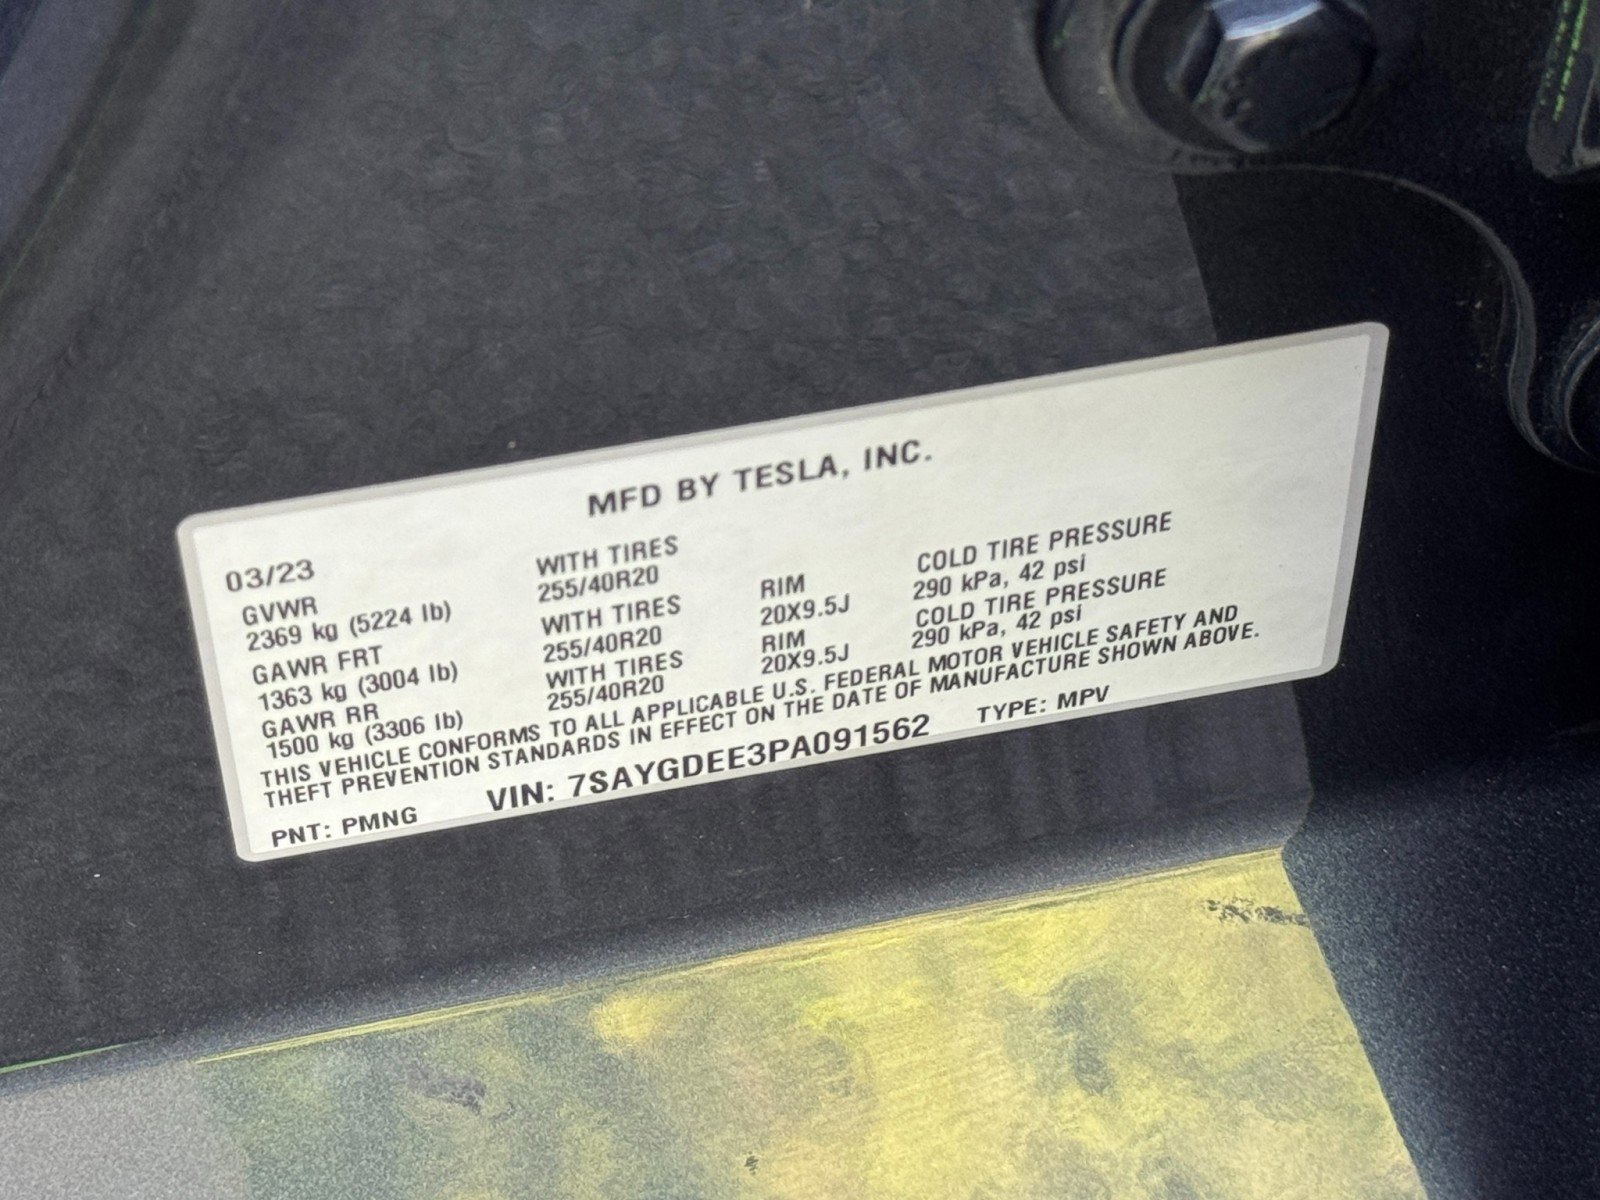 MFD BY TESLA, INC.
03/23
GVWR WITH TIRES COLD TIRE PRESSURE
2369 kg (5224 lb) 255/40R20 RIM 290 kPa, 42 psi
GAWR FRT WITH TIRES 20X9.5J COLD TIRE PRESSURE
1363 kg (3004 lb) 255/40R20 RIM 290 kPa, 42 psi
GAWR RR WITH TIRES 20X9.5J
1500 kg (3306 lb) 255/40R20
THIS VEHICLE CONFORMS TO ALL APPLICABLE U.S. FEDERAL MOTOR VEHICLE SAFETY AND
THEFT PREVENTION STANDARDS IN EFFECT ON THE DATE OF MANUFACTURE SHOWN ABOVE.
PNT: PMNG VIN: 7SAYGDEE3PA091562 TYPE: MPV